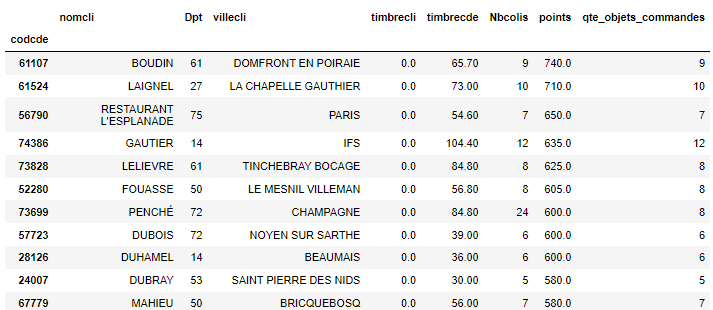 nomcli Dpt villecli timbrecli timbrecde Nbcolis points qte_objets_commandes
codcde
61107 BOUDIN 61 DOMFRONT EN POIRAIE 0.0 65.70 9 740.0 9
61524 LAIGNEL 27 LA CHAPELLE GAUTHIER 0.0 73.00 10 710.0 10
56790 RESTAURANT L'ESPLANADE 75 PARIS 0.0 54.60 7 650.0 7
74386 GAUTIER 14 IFS 0.0 104.40 12 635.0 12
73828 LELIEVRE 61 TINCHEBRAY BOCAGE 0.0 84.80 8 625.0 8
52280 FOUASSE 50 LE MESNIL VILLEMAN 0.0 56.80 8 605.0 8
73699 PENCHÉ 72 CHAMPAGNE 0.0 84.80 24 600.0 8
57723 DUBOIS 72 NOYEN SUR SARTHE 0.0 39.00 6 600.0 6
28126 DUHAMEL 14 BEAUMAIS 0.0 36.00 6 600.0 6
24007 DUBRAY 53 SAINT PIERRE DES NIDS 0.0 30.00 5 580.0 5
67779 MAHIEU 50 BRICQUEBOSQ 0.0 56.00 7 580.0 7